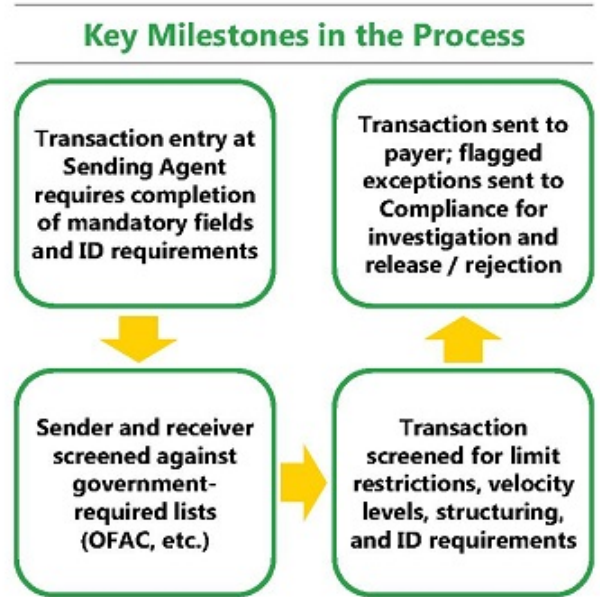 Key Milestones in the Process
Transaction entry at
Sending Agent
requires completion
of mandatory fields
and ID requirements
Sender and receiver
screened against
government-
required lists
(OFAC, etc.)
Transaction
screened for limit
restrictions, velocity
levels, structuring,
and ID requirements
Transaction sent to
payer; flagged
exceptions sent to
Compliance for
investigation and
release / rejection